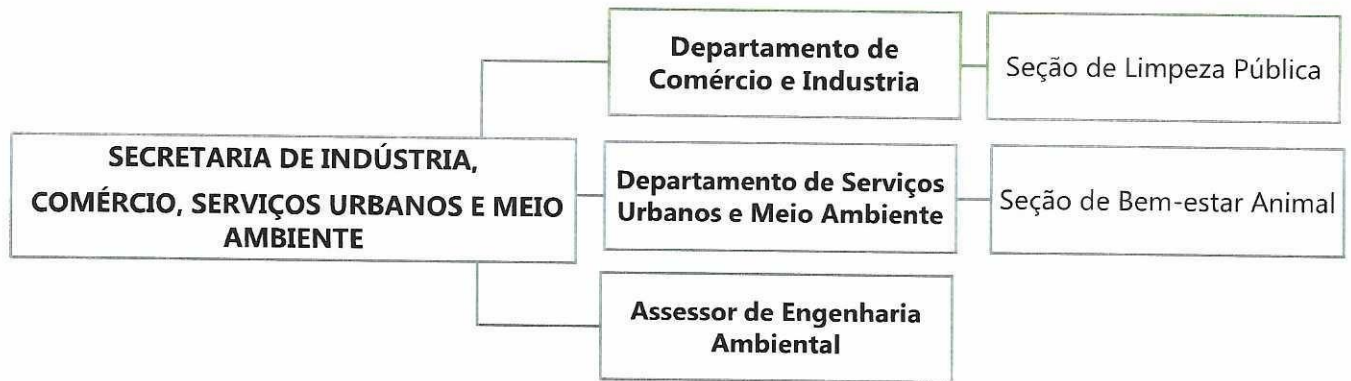 Departamento de
Comércio e Industria
Seção de Limpeza Pública
SECRETARIA DE INDÚSTRIA,
COMÉRCIO, SERVIÇOS URBANOS E MEIO
AMBIENTE
Departamento de Serviços
Urbanos e Meio Ambiente
Seção de Bem-estar Animal
Assessor de Engenharia
Ambiental